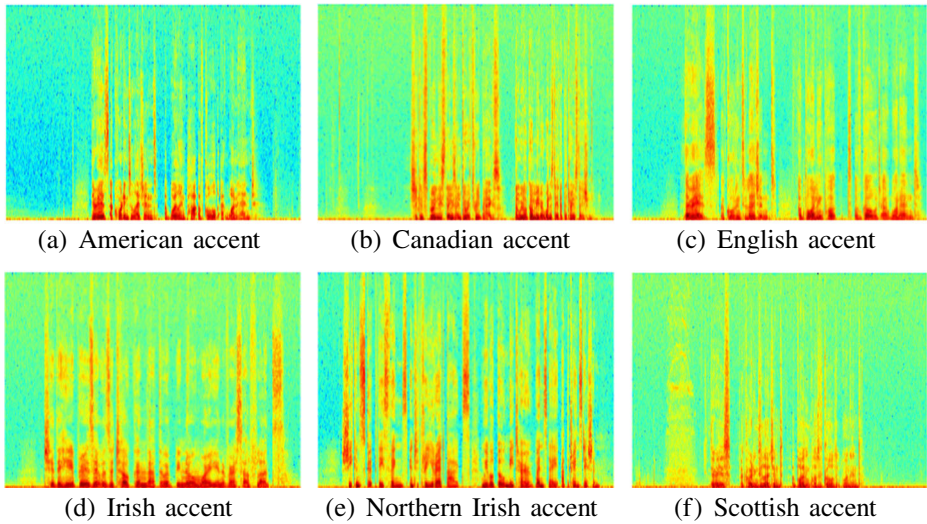 (a) American accent
(b) Canadian accent
(c) English accent
(d) Irish accent
(e) Northern Irish accent
(f) Scottish accent